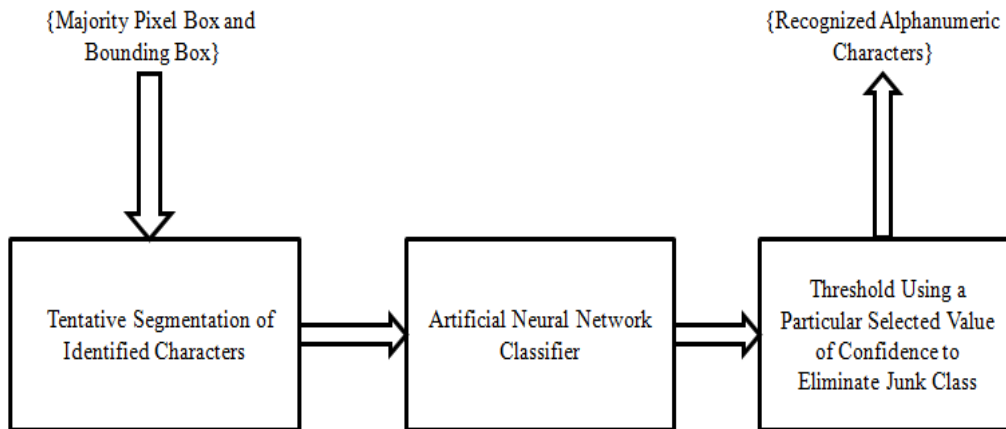 {Majority Pixel Box and
Bounding Box}
{Recognized Alphanumeric
Characters}
Tentative Segmentation of
Identified Characters
Artificial Neural Network
Classifier
Threshold Using a
Particular Selected Value
of Confidence to
Eliminate Junk Class